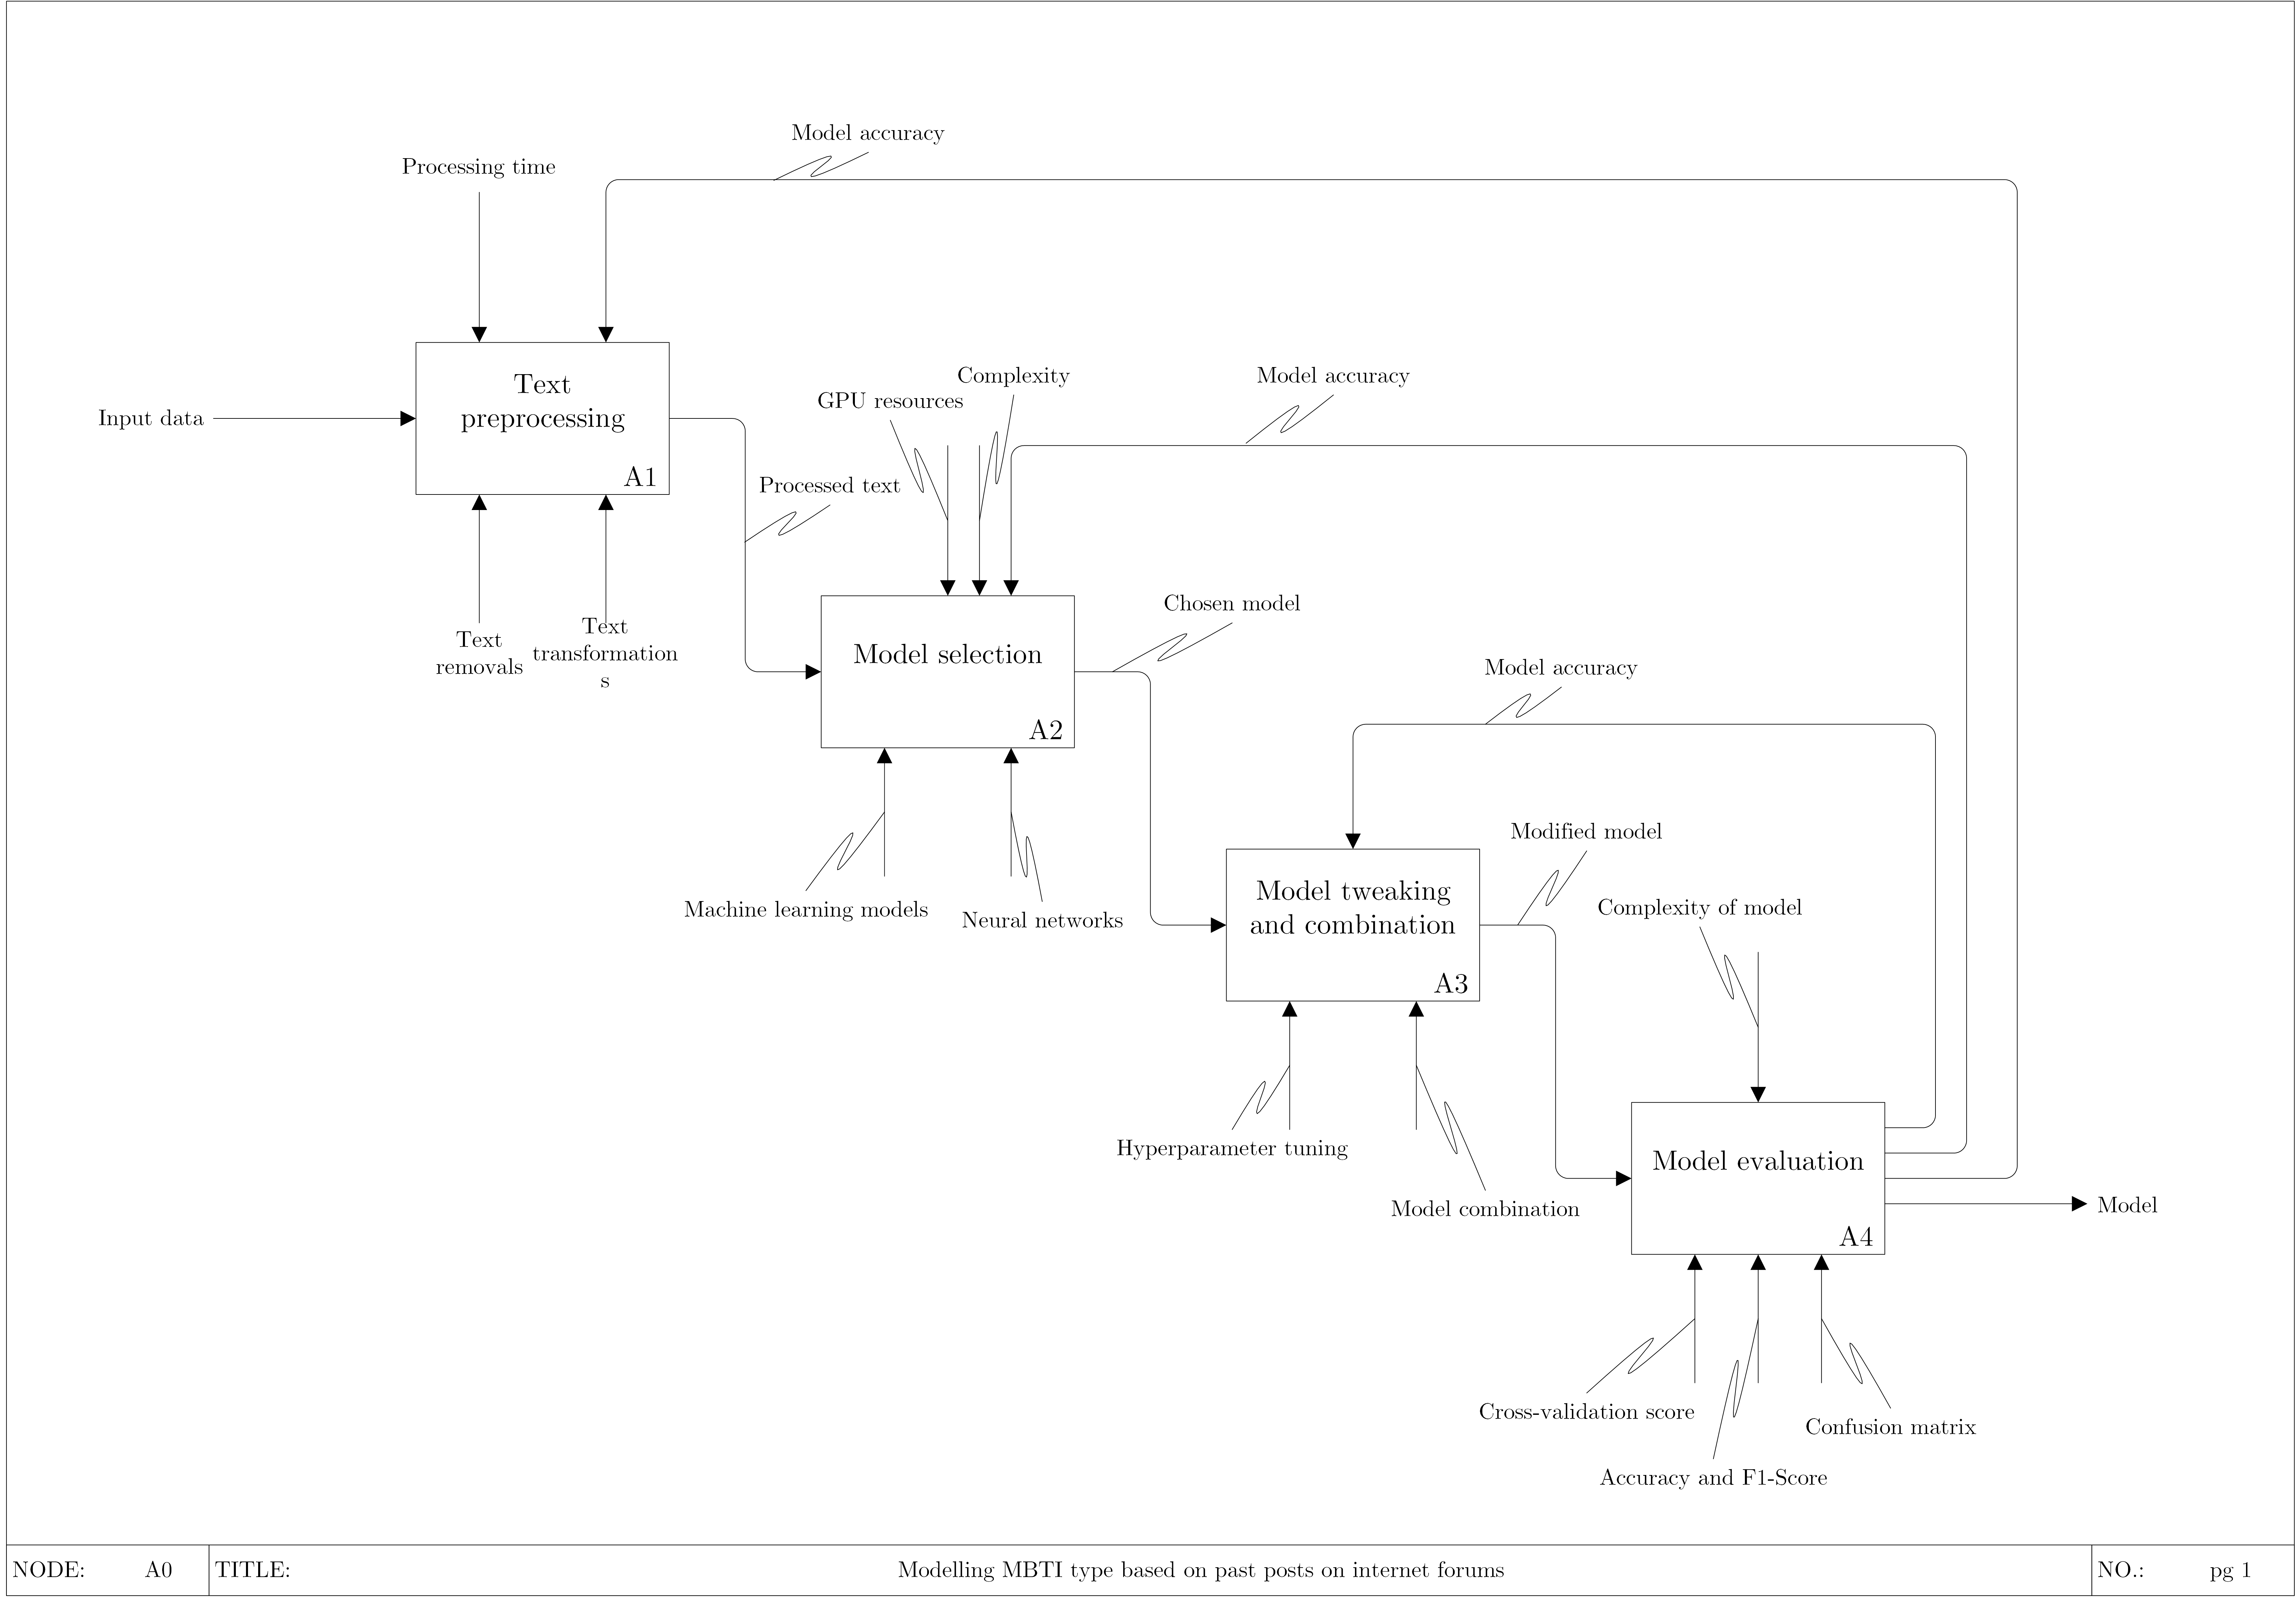 Model accuracy
Processing time
Complexity
Model accuracy
GPU resources
Text
preprocessing
Input data
A1
Processed text
Chosen model
Text
removals
Text
transformation
s
Model selection
Model accuracy
A2
Modified model
Model tweaking
and combination
Machine learning models
Neural networks
Complexity of model
A3
Hyperparameter tuning
Model evaluation
Model combination
Model
A4
Cross-validation score
Confusion matrix
Accuracy and F1-Score
NODE: A0 TITLE: Modelling MBTI type based on past posts on internet forums NO.: pg 1